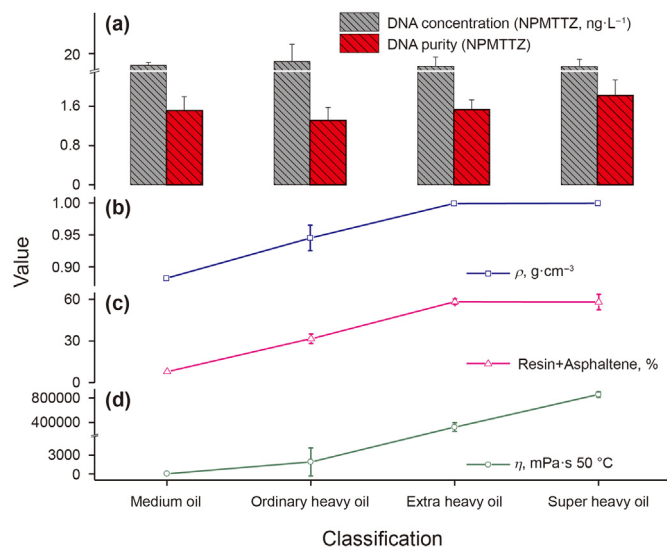 (a)
DNA concentration (NPMTTZ, ng·L⁻¹)
DNA purity (NPMTTZ)
20
1.6
0.8
0
(b)
1.00
0.95
0.90
ρ, g·cm⁻³
(c)
60
30
0
Resin+Asphaltene, %
(d)
800000
400000
3000
0
η, mPa·s 50 °C
Value
Medium oil Ordinary heavy oil Extra heavy oil Super heavy oil
Classification